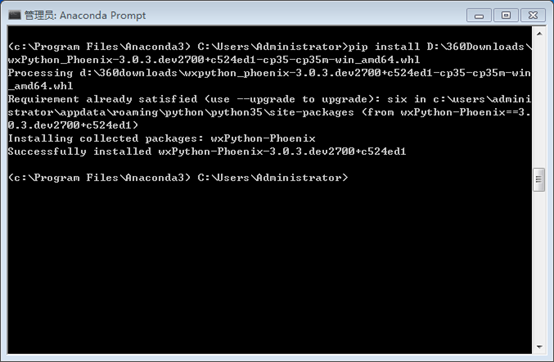 管理员: Anaconda Prompt
(c:\Program Files\Anaconda3) C:\Users\Administrator>pip install D:\360Downloads\
wxPython_Phoenix-3.0.3.dev2700+c524ed1-cp35-cp35m-win_amd64.whl
Processing d:\360downloads\wxpython_phoenix-3.0.3.dev2700+c524ed1-cp35-cp35m-win
_amd64.whl
Requirement already satisfied (use --upgrade to upgrade): six in c:\users\admini
strator\appdata\roaming\python\python35\site-packages (from wxPython-Phoenix==3.
0.3.dev2700+c524ed1)
Installing collected packages: wxPython-Phoenix
Successfully installed wxPython-Phoenix-3.0.3.dev2700+c524ed1
(c:\Program Files\Anaconda3) C:\Users\Administrator>